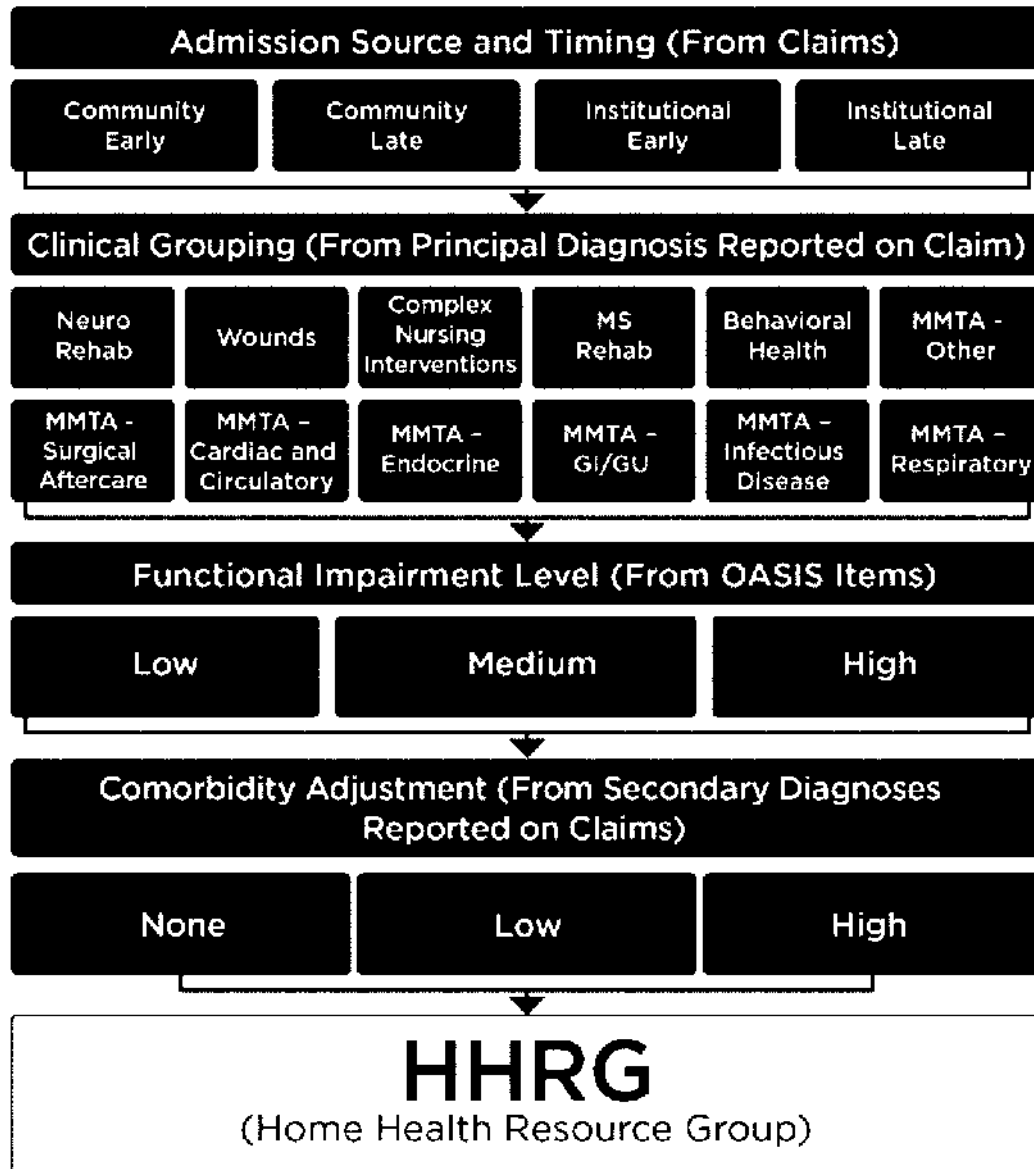 Admission Source and Timing (From Claims)
Community
Early
Community
Late
Institutional
Early
Institutional
Late
Clinical Grouping (From Principal Diagnosis Reported on Claim)
Neuro
Rehab
Wounds
Complex
Nursing
Interventions
MS
Rehab
Behavioral
Health
MMTA -
Other
MMTA -
Surgical
Aftercare
MMTA –
Cardiac and
Circulatory
MMTA –
Endocrine
MMTA –
GI/GU
MMTA –
Infectious
Disease
MMTA –
Respiratory
Functional Impairment Level (From OASIS Items)
Low
Medium
High
Comorbidity Adjustment (From Secondary Diagnoses
Reported on Claims)
None
Low
High
HHRG
(Home Health Resource Group)